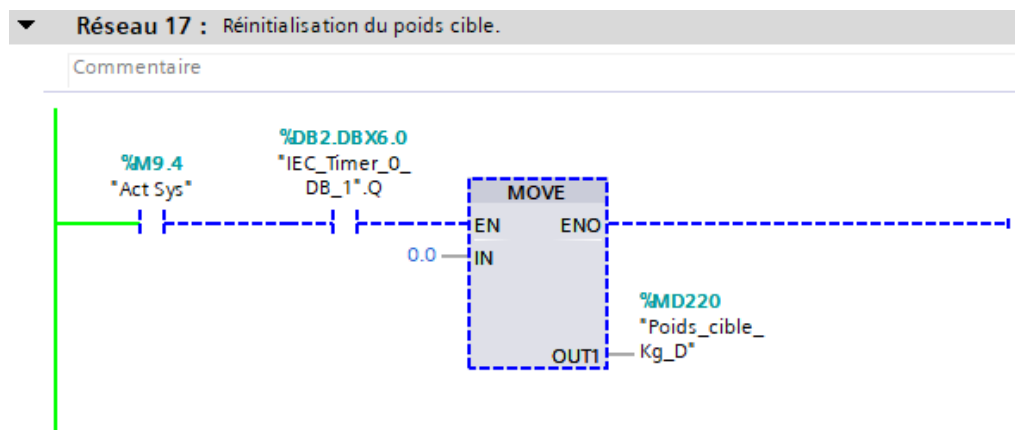 Réseau 17 : Réinitialisation du poids cible.
Commentaire
%M9.4
"Act Sys"
%DB2.DBX6.0
"IEC_Timer_0_
DB_1".Q
MOVE
EN ENO
0.0 IN
OUT1
%MD220
"Poids_cible_
Kg_D"